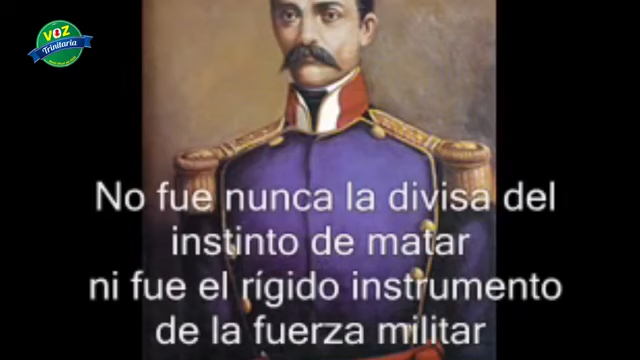 VOZ
Trinitaria
No fue nunca la divisa del
instinto de matar
ni fue el rígido instrumento
de la fuerza militar